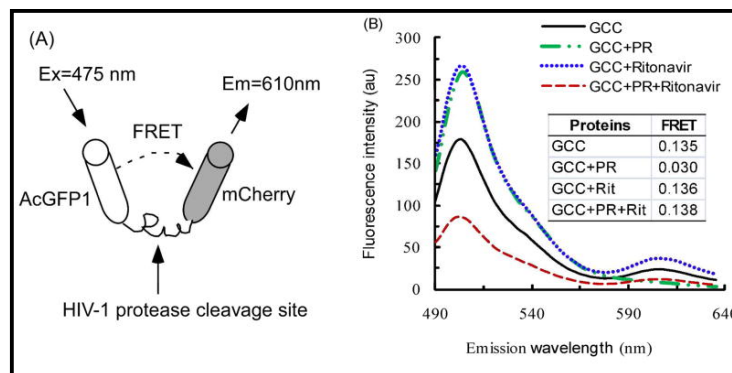 (A)
Ex=475 nm
Em=610nm
FRET
AcGFP1
mCherry
HIV-1 protease cleavage site
(B)
GCC
GCC+PR
GCC+Ritonavir
GCC+PR+Ritonavir
Fluorescence intensity (au)
300
250
200
150
100
50
0
490 540 590 640
Emission wavelength (nm)
Proteins FRET
GCC 0.135
GCC+PR 0.030
GCC+Rit 0.136
GCC+PR+Rit 0.138